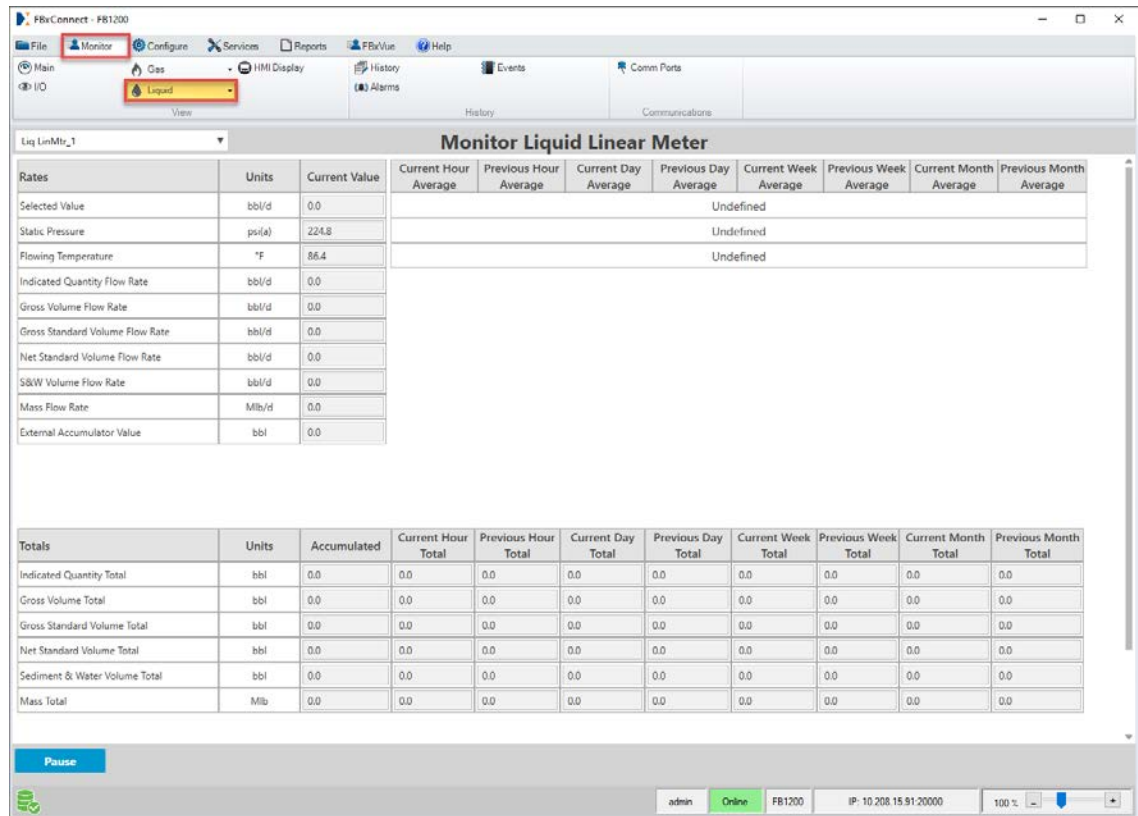 FBxConnect - FB1200
File Monitor Configure Services Reports FBxVue Help
Main Gas HMI Display History Events Comm Ports
I/O Liquid Alarms
View History Communications
Liq LinMtr_1 Monitor Liquid Linear Meter
Rates Units Current Value Current Hour Average Previous Hour Average Current Day Average Previous Day Average Current Week Average Previous Week Average Current Month Average Previous Month Average
Selected Value bbl/d 0.0 Undefined
Static Pressure psi(a) 224.8 Undefined
Flowing Temperature °F 86.4 Undefined
Indicated Quantity Flow Rate bbl/d 0.0
Gross Volume Flow Rate bbl/d 0.0
Gross Standard Volume Flow Rate bbl/d 0.0
Net Standard Volume Flow Rate bbl/d 0.0
S&W Volume Flow Rate bbl/d 0.0
Mass Flow Rate Mlb/d 0.0
External Accumulator Value bbl 0.0
Totals Units Accumulated Current Hour Total Previous Hour Total Current Day Total Previous Day Total Current Week Total Previous Week Total Current Month Total Previous Month Total
Indicated Quantity Total bbl 0.0 0.0 0.0 0.0 0.0 0.0 0.0 0.0 0.0
Gross Volume Total bbl 0.0 0.0 0.0 0.0 0.0 0.0 0.0 0.0 0.0
Gross Standard Volume Total bbl 0.0 0.0 0.0 0.0 0.0 0.0 0.0 0.0 0.0
Net Standard Volume Total bbl 0.0 0.0 0.0 0.0 0.0 0.0 0.0 0.0 0.0
Sediment & Water Volume Total bbl 0.0 0.0 0.0 0.0 0.0 0.0 0.0 0.0 0.0
Mass Total Mlb 0.0 0.0 0.0 0.0 0.0 0.0 0.0 0.0 0.0
Pause
admin Online FB1200 IP: 10.208.15.91:20000 100 % - +